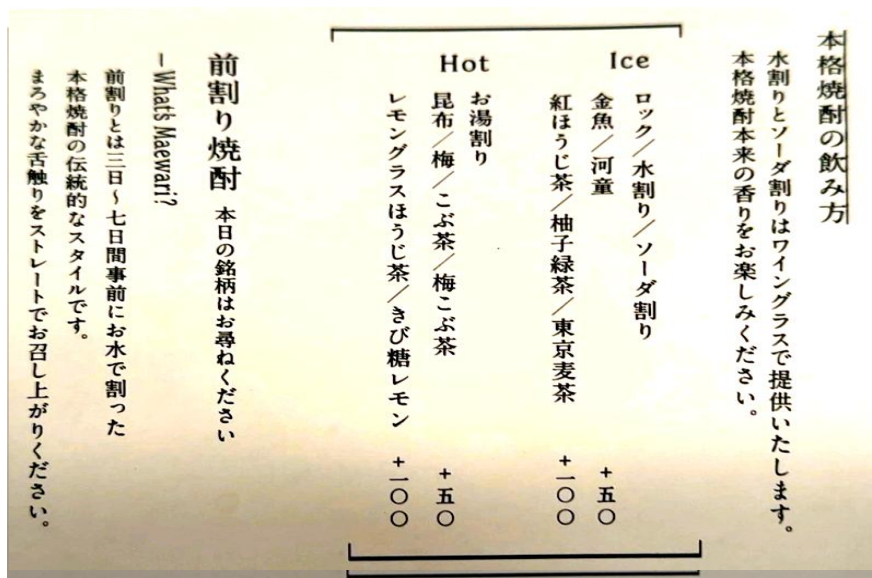 本格焼酎の飲み方
水割りとソーダ割りはワイングラスで提供いたします。
本格焼酎本来の香りをお楽しみください。
Ice
ロック／水割り／ソーダ割り
金魚／河童 +五〇
紅ほうじ茶／柚子緑茶／東京麦茶 +一〇〇
Hot
お湯割り
昆布／梅／こぶ茶／梅こぶ茶 +五〇
レモングラスほうじ茶／きび糖レモン +一〇〇
前割り焼酎 本日の銘柄はお尋ねください
– What's Maewari?
前割りとは三日～七日間事前にお水で割った
本格焼酎の伝統的なスタイルです。
まろやかな舌触りをストレートでお召し上がりください。